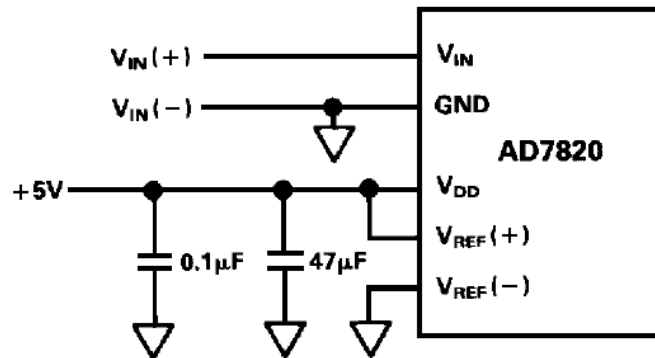 V_IN(+) V_IN
V_IN(−) GND
AD7820
+5V V_DD
V_REF(+)
0.1µF 47µF
V_REF(−)